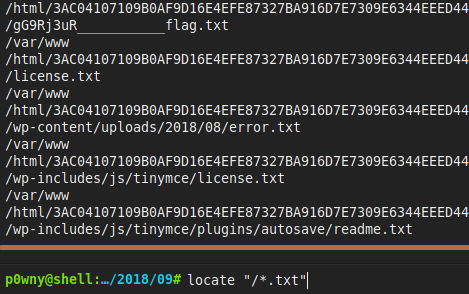 /html/3AC04107109B0AF9D16E4EFE87327BA916D7E7309E6344EEED44
/gG9Rj3uR___________flag.txt
/var/www
/html/3AC04107109B0AF9D16E4EFE87327BA916D7E7309E6344EEED44
/license.txt
/var/www
/html/3AC04107109B0AF9D16E4EFE87327BA916D7E7309E6344EEED44
/wp-content/uploads/2018/08/error.txt
/var/www
/html/3AC04107109B0AF9D16E4EFE87327BA916D7E7309E6344EEED44
/wp-includes/js/tinymce/license.txt
/var/www
/html/3AC04107109B0AF9D16E4EFE87327BA916D7E7309E6344EEED44
/wp-includes/js/tinymce/plugins/autosave/readme.txt
p0wny@shell:…/2018/09# locate "/*.txt"